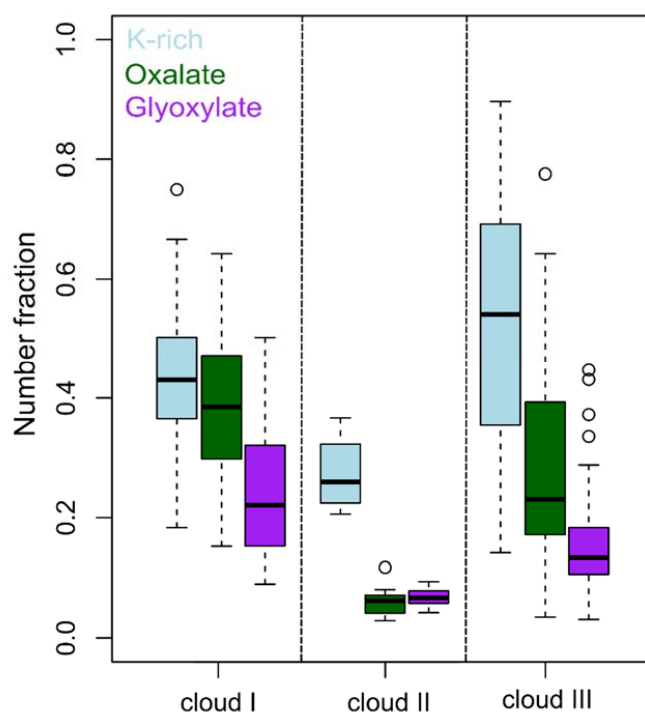 K-rich
Oxalate
Glyoxylate
Number fraction
1.0
0.8
0.6
0.4
0.2
0.0
cloud I
cloud II
cloud III